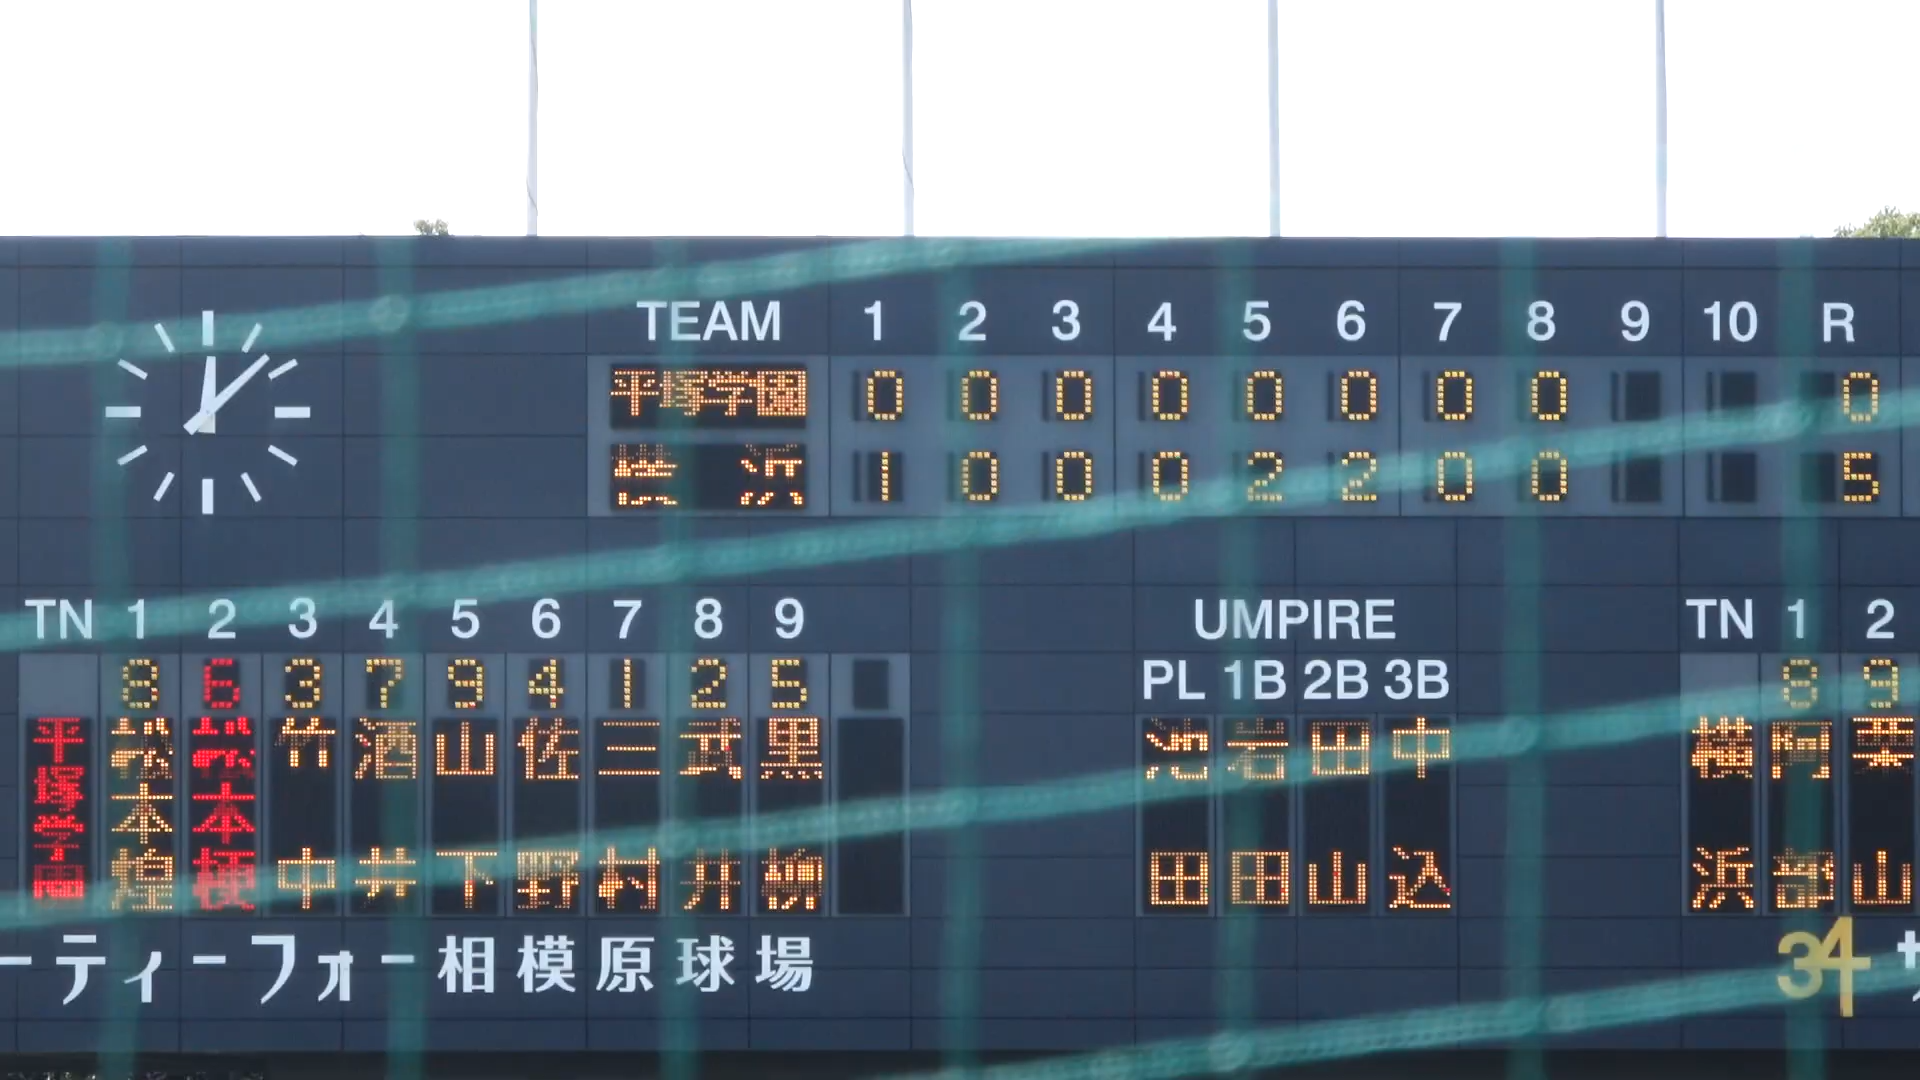 TEAM 1 2 3 4 5 6 7 8 9 10 R
平塚学園 0 0 0 0 0 0 0 0 0
横浜 1 0 0 0 2 2 0 0 5
TN 1 2 3 4 5 6 7 8 9
8 6 3 7 9 4 1 2 5
平塚学園 松本煌 松本梗 竹中 酒井 山下 佐野 三村 武井 黒柳
UMPIRE
PL 1B 2B 3B
沼田 岩田 田山 中込
TN 1 2
8 9
横浜 阿部
ーティーフォー相模原球場
34